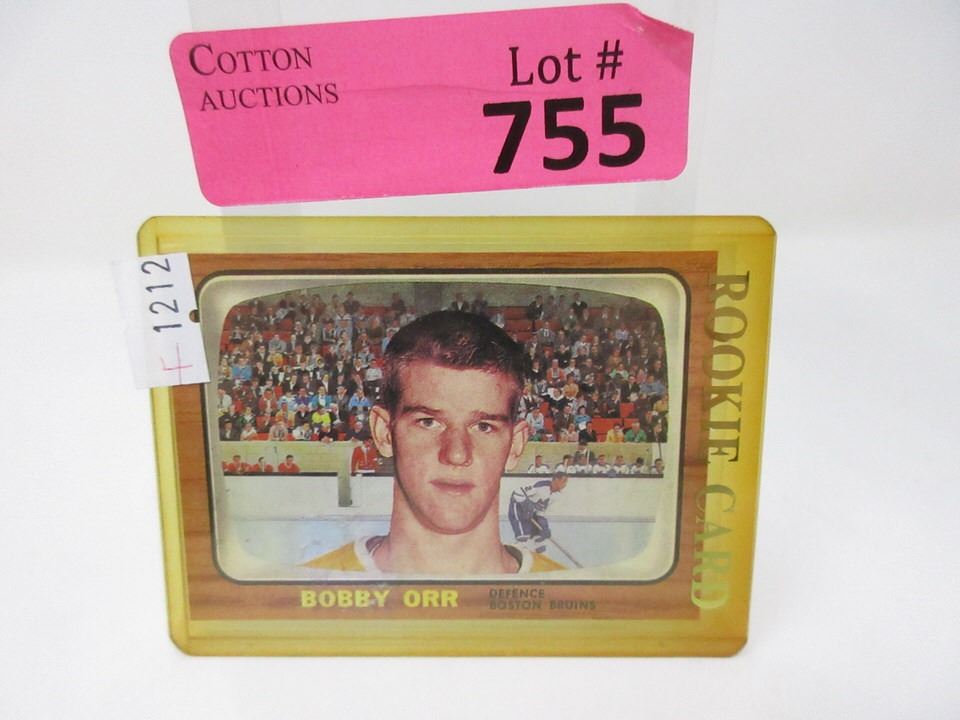 COTTON
AUCTIONS
Lot #
755
F 1212
ROOKIE CARD
BOBBY ORR
DEFENCE
BOSTON BRUINS